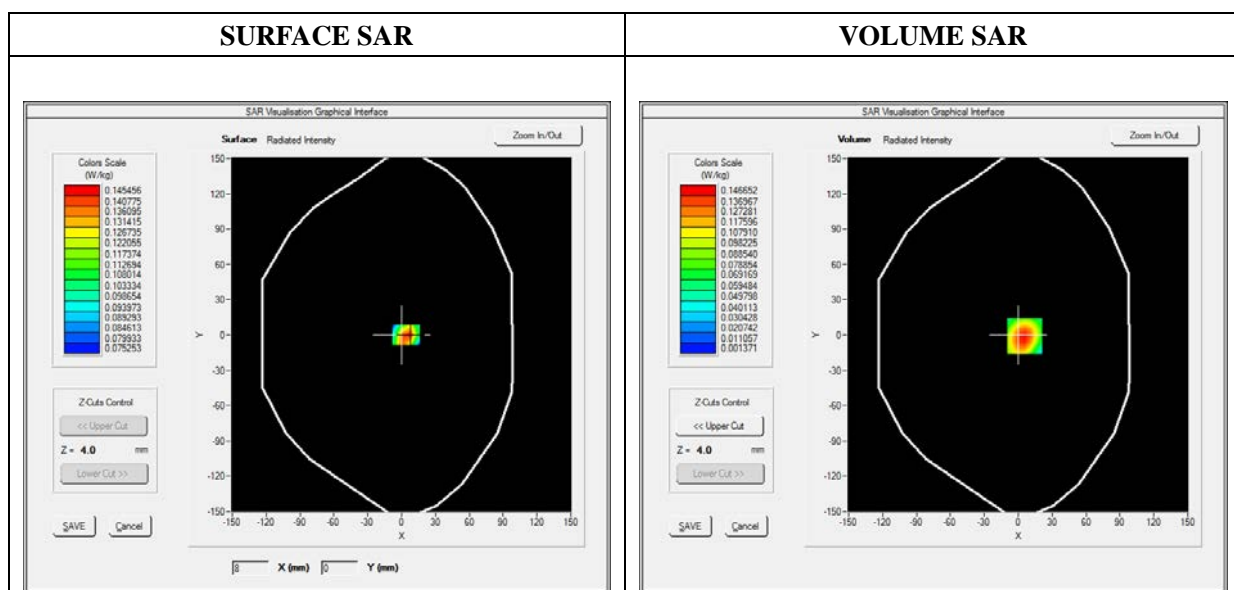 SURFACE SAR
VOLUME SAR
SAR Visualisation Graphical Interface
Surface Radiated Intensity
Zoom In/Out
Colors Scale
(W/kg)
0.145456
0.140775
0.136095
0.131415
0.126735
0.122055
0.117374
0.112694
0.108014
0.103334
0.098654
0.093973
0.089293
0.084613
0.079933
0.075253
Z-Cuts Control
<< Upper Cut
Z = 4.0 mm
Lower Cut >>
SAVE Cancel
150
120
90
60
30
0
-30
-60
-90
-120
-150
Y
-150 -120 -90 -60 -30 0 30 60 90 120 150
X
8 X (mm) 0 Y (mm)
SAR Visualisation Graphical Interface
Volume Radiated Intensity
Zoom In/Out
Colors Scale
(W/kg)
0.146652
0.136967
0.127281
0.117596
0.107910
0.098225
0.088540
0.078854
0.069169
0.059484
0.049798
0.040113
0.030428
0.020742
0.011057
0.001371
Z-Cuts Control
<< Upper Cut
Z = 4.0 mm
Lower Cut >>
SAVE Cancel
150
120
90
60
30
0
-30
-60
-90
-120
-150
Y
-150 -120 -90 -60 -30 0 30 60 90 120 150
X